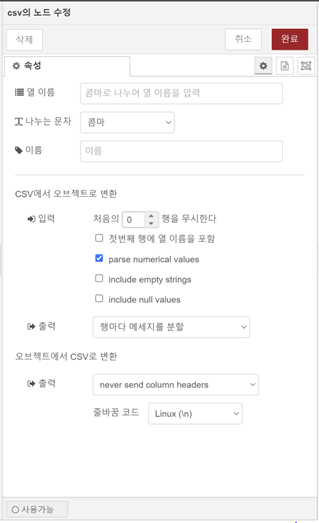 csv의 노드 수정
삭제
취소
완료
속성
열 이름
콤마로 나누어 열 이름을 입력
나누는 문자
콤마
이름
이름
CSV에서 오브젝트로 변환
입력
처음의 0 행을 무시한다
첫번째 행에 열 이름을 포함
parse numerical values
include empty strings
include null values
출력
행마다 메세지를 분할
오브젝트에서 CSV로 변환
출력
never send column headers
줄바꿈 코드
Linux (\n)
사용가능